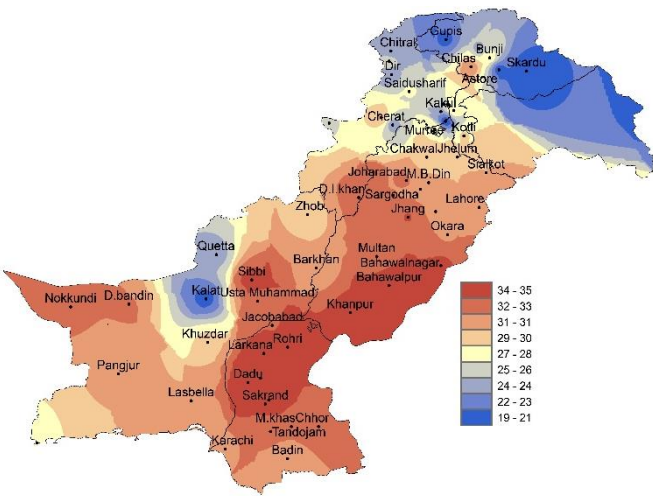 Gupis
Chitral
Bunji
Chilas
Skardu
Dir
Astore
Saidusharif
Kakul
Cherat
Murree
Kotli
Chakwal
Jhelum
Sialkot
Joharabad
M.B.Din
D.I.khan
Sargodha
Lahore
Zhob
Jhang
Okara
Quetta
Multan
Barkhan
Bahawalnagar
Sibbi
Bahawalpur
Nokkundi
D.bandin
Kalat
Usta Muhammad
Khanpur
Jacobabad
Khuzdar
Rohri
Larkana
Pangjur
Dadu
Lasbella
Sakrand
M.khas
Chhor
Tandojam
Karachi
Badin
34 - 35
32 - 33
31 - 31
29 - 30
27 - 28
25 - 26
24 - 24
22 - 23
19 - 21